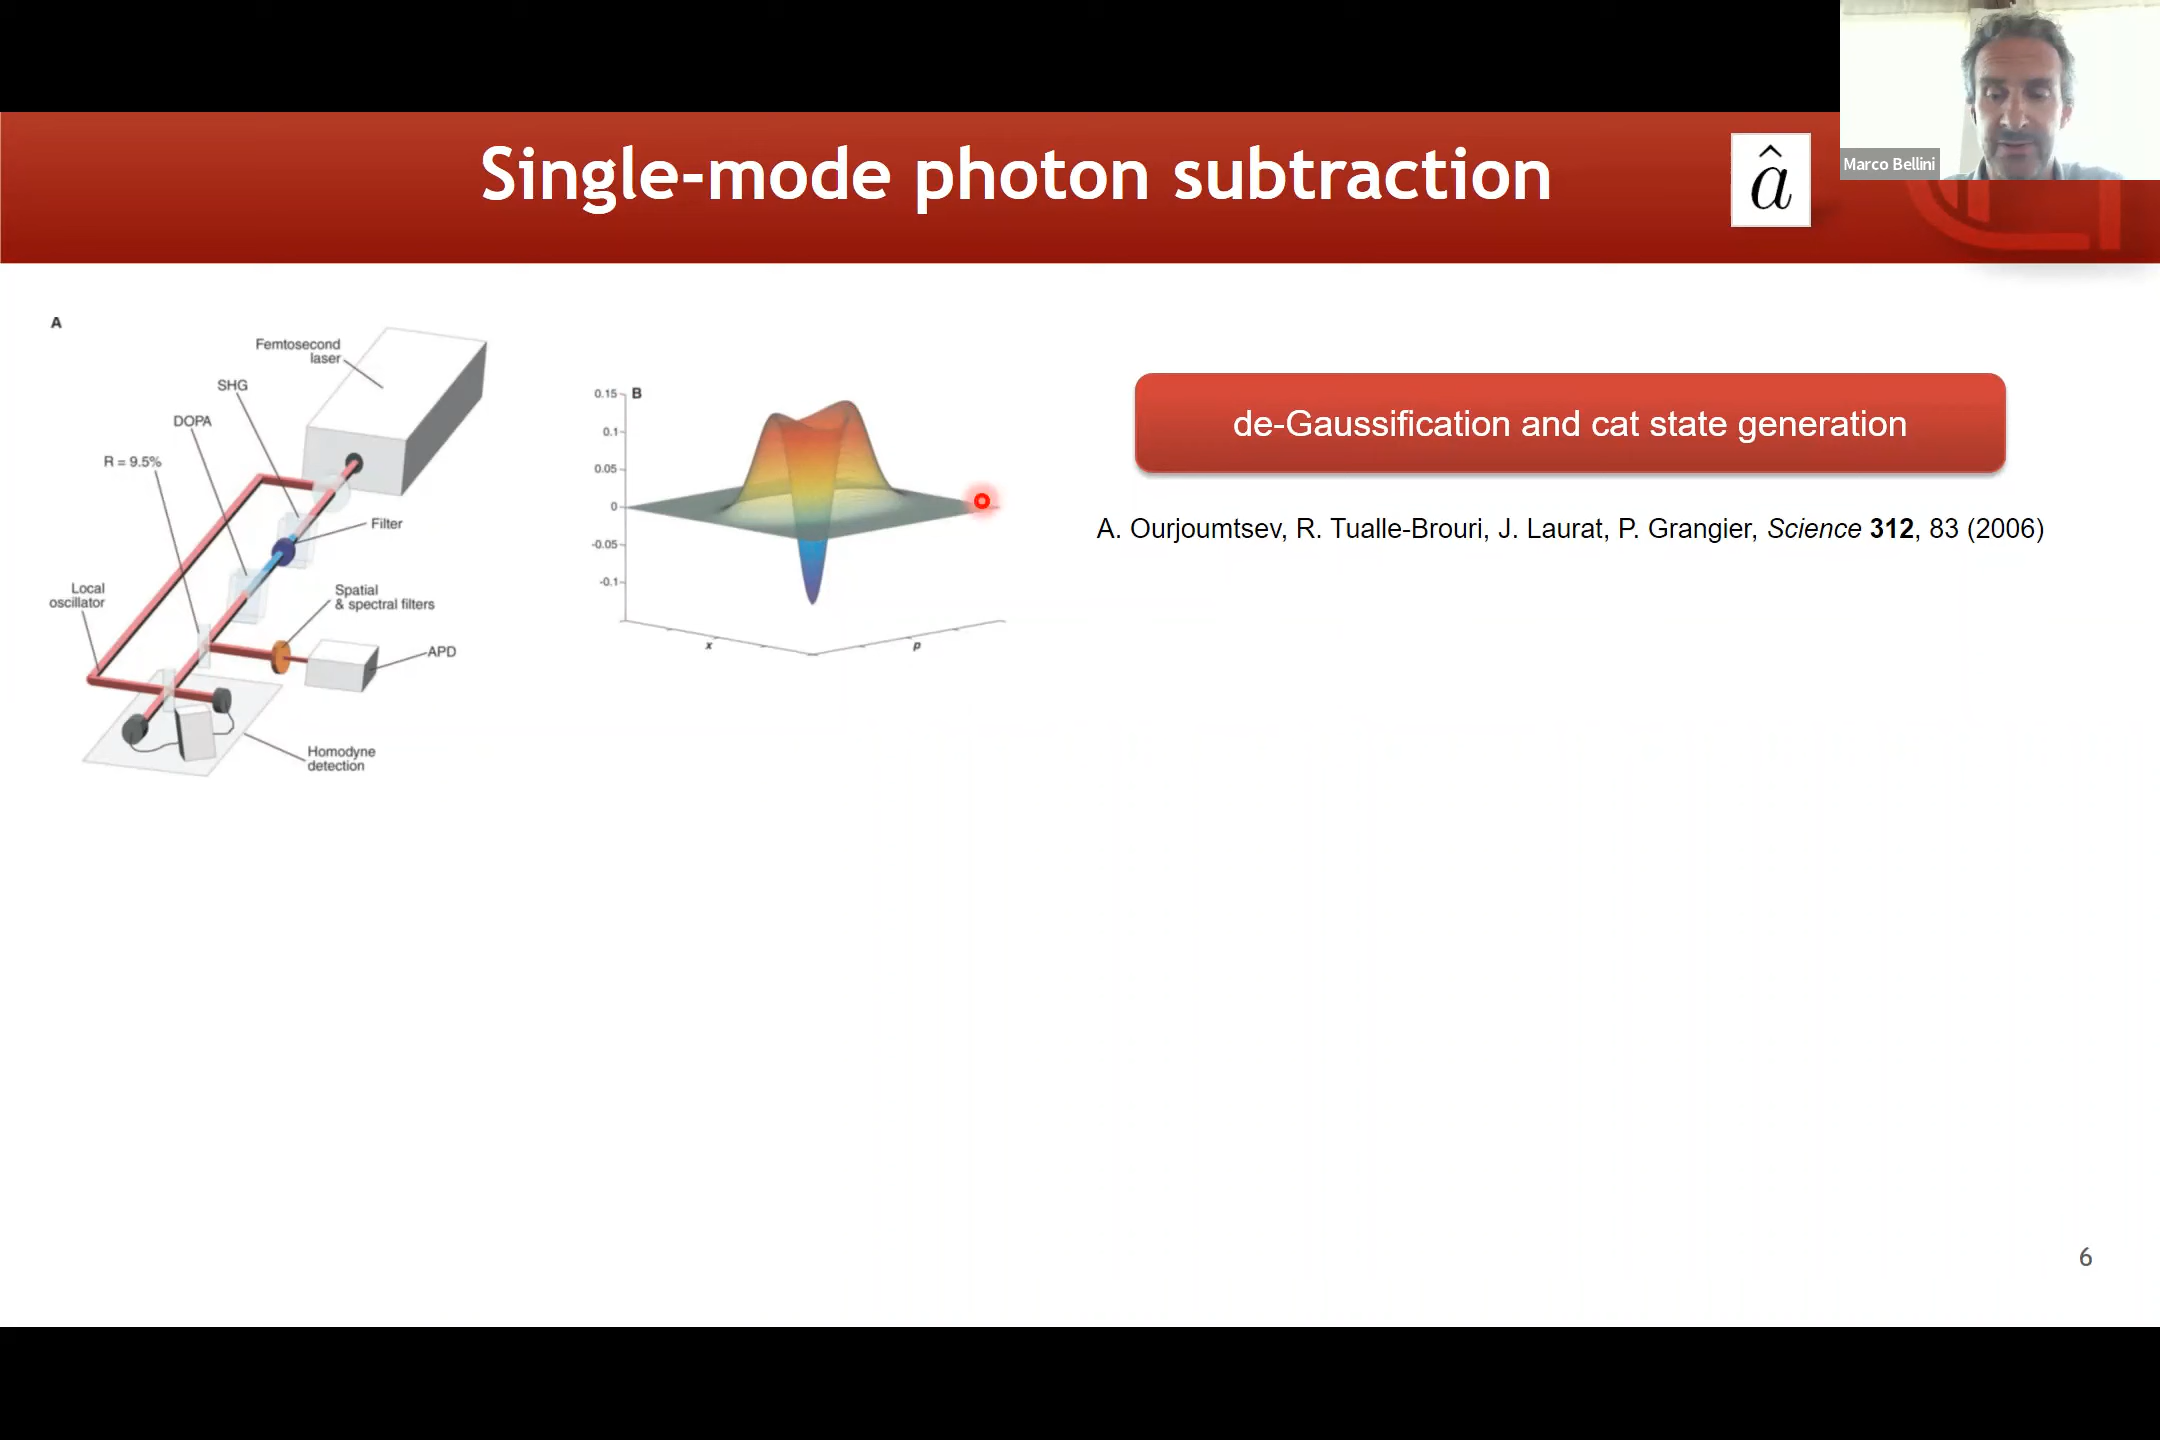 Marco Bellini
Single-mode photon subtraction
â
A
Femtosecond
laser
SHG
DOPA
R = 9.5%
Filter
Local
oscillator
Spatial
& spectral filters
APD
Homodyne
detection
B
0.15
0.1
0.05
0
-0.05
-0.1
x
p
de-Gaussification and cat state generation
A. Ourjoumtsev, R. Tualle-Brouri, J. Laurat, P. Grangier, Science 312, 83 (2006)
6